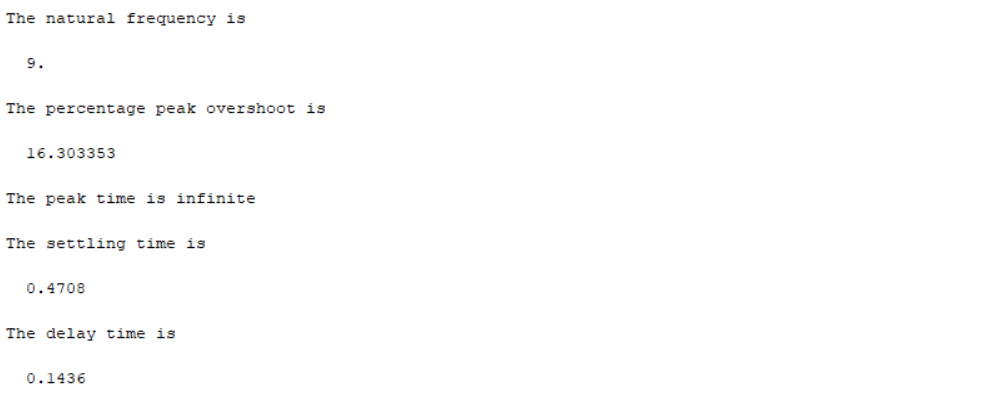 The natural frequency is
9.
The percentage peak overshoot is
16.303353
The peak time is infinite
The settling time is
0.4708
The delay time is
0.1436